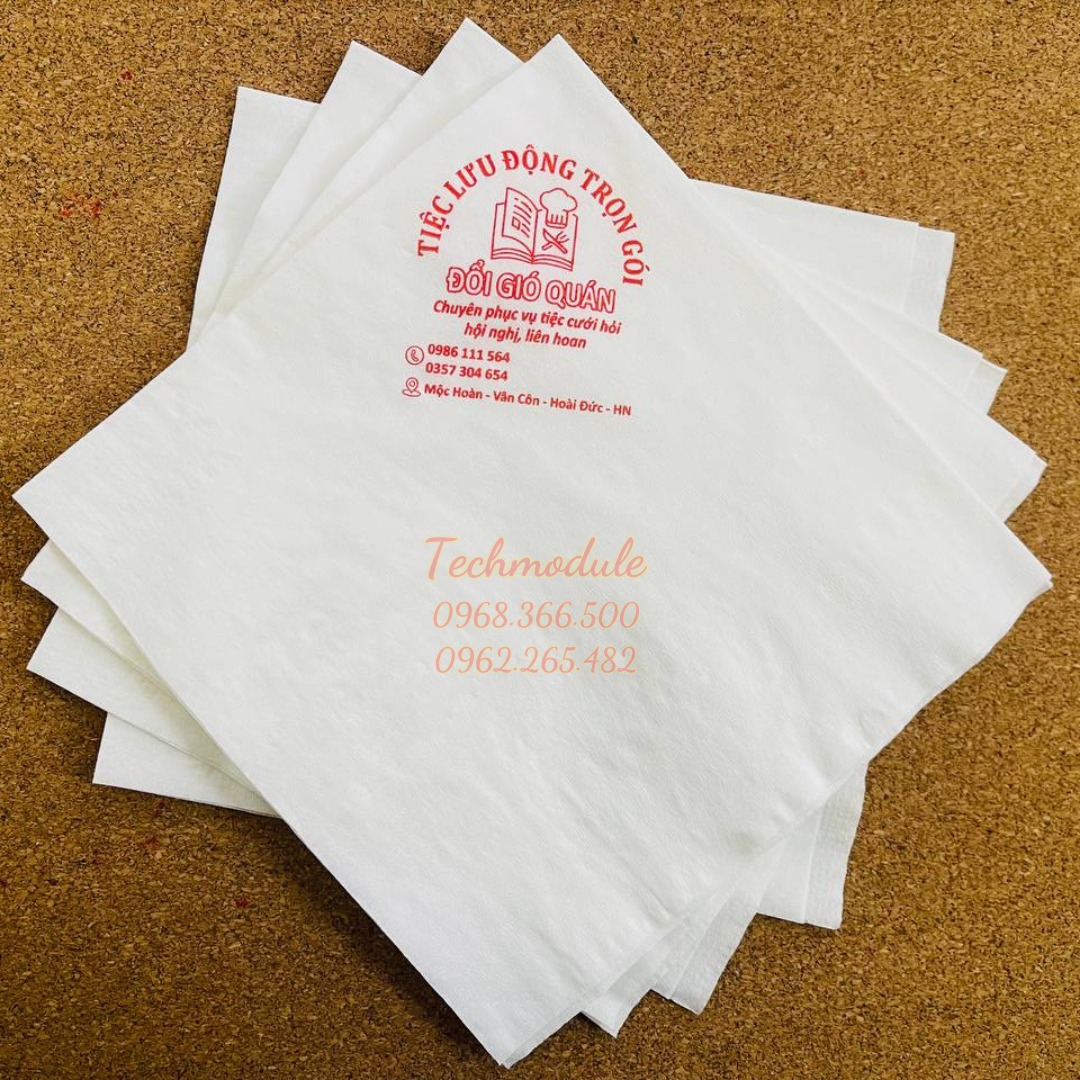 TIỆC LƯU ĐỘNG TRỌN GÓI
ĐỔI GIÓ QUÁN
Chuyên phục vụ tiệc cưới hỏi
hội nghị, liên hoan
0986 111 564
0357 304 654
Mộc Hoàn - Vân Côn - Hoài Đức - HN
Techmodule
0968.366.500
0962.265.482